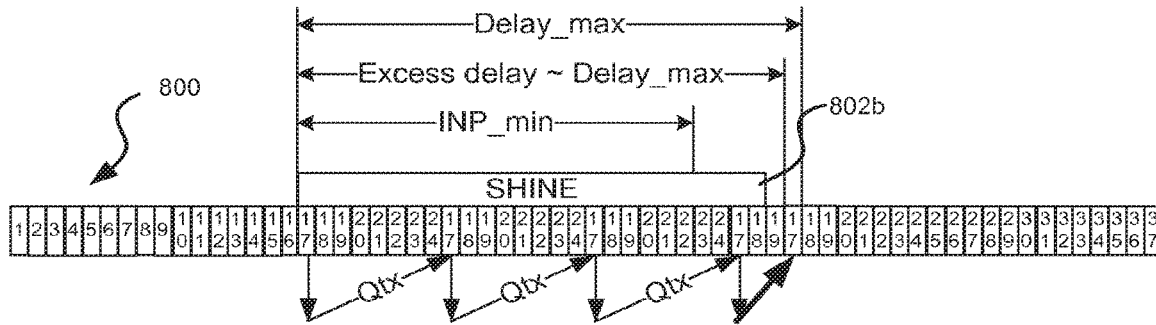 Delay_max
Excess delay ~ Delay_max
800
802b
INP_min
SHINE
1 2 3 4 5 6 7 8 9 10 11 12 13 14 15 16 17 18 19 20 21 22 23 24 17 18 19 20 21 22 23 24 17 18 19 20 21 22 23 24 17 18 19 17 18 19 20 21 22 23 24 25 26 27 28 29 30 31 32 33 34 35 36 37
Qtx Qtx Qtx